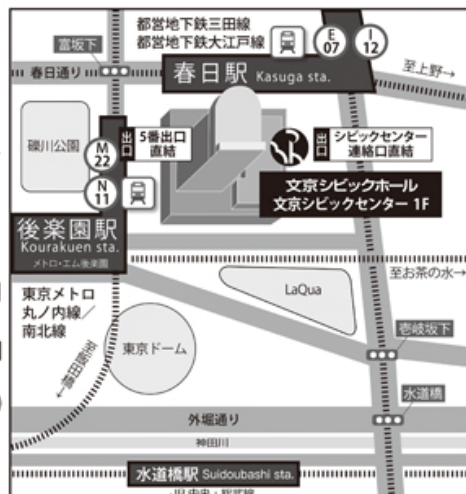 都営地下鉄三田線
都営地下鉄大江戸線
E
07
I
12
富坂下
春日通り
春日駅 Kasuga sta.
至上野→
礫川公園
M
22
出口
5番出口
直結
出口
シビックセンター
連絡口直結
N
11
文京シビックホール
文京シビックセンター 1F
後楽園駅
Kourakuen sta.
メトロ・エム後楽園
至お茶の水→
東京メトロ
丸ノ内線/
南北線
LaQua
至飯田橋→
東京ドーム
壱岐坂下
水道橋
外堀通り
神田川
水道橋駅 Suidoubashi sta.